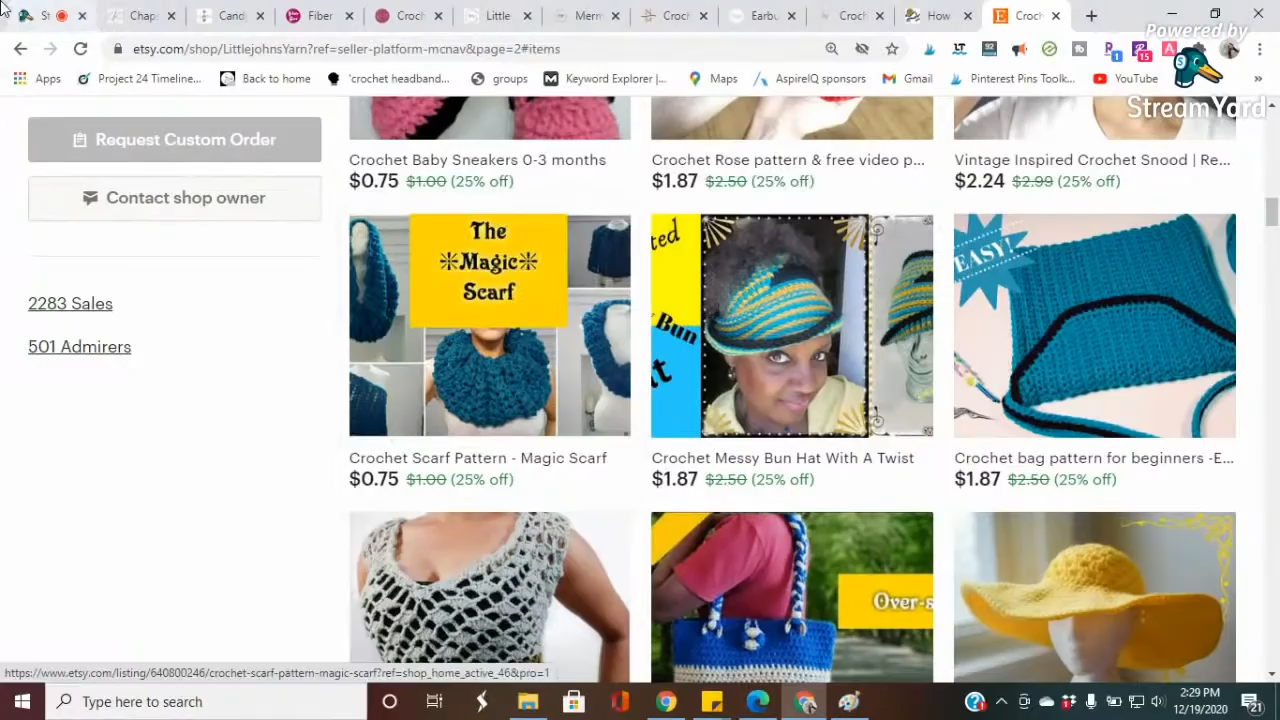 St
Chap
Cand
Fiber
Croch
Little
Merm
Croch
Earbu
Croch
How
Croch
etsy.com/shop/LittlejohnsYarn?ref=seller-platform-mcnav&page=2#items
Powered by
StreamYard
Apps
Project 24 Timeline...
Back to home
'crochet headband...
groups
Keyword Explorer |...
Maps
AspireIQ sponsors
Gmail
Pinterest Pins Toolk...
YouTube
»
Request Custom Order
Contact shop owner
2283 Sales
501 Admirers
Crochet Baby Sneakers 0-3 months
$0.75 $1.00 (25% off)
Crochet Rose pattern & free video p...
$1.87 $2.50 (25% off)
Vintage Inspired Crochet Snood | Re...
$2.24 $2.99 (25% off)
The
Magic
Scarf
ted
y Bun
t
EASY!
Crochet Scarf Pattern - Magic Scarf
$0.75 $1.00 (25% off)
Crochet Messy Bun Hat With A Twist
$1.87 $2.50 (25% off)
Crochet bag pattern for beginners -E...
$1.87 $2.50 (25% off)
Over-s
https://www.etsy.com/listing/640800246/crochet-scarf-pattern-magic-scarf?ref=shop_home_active_46&pro=1
Type here to search
2:29 PM
12/19/2020
21